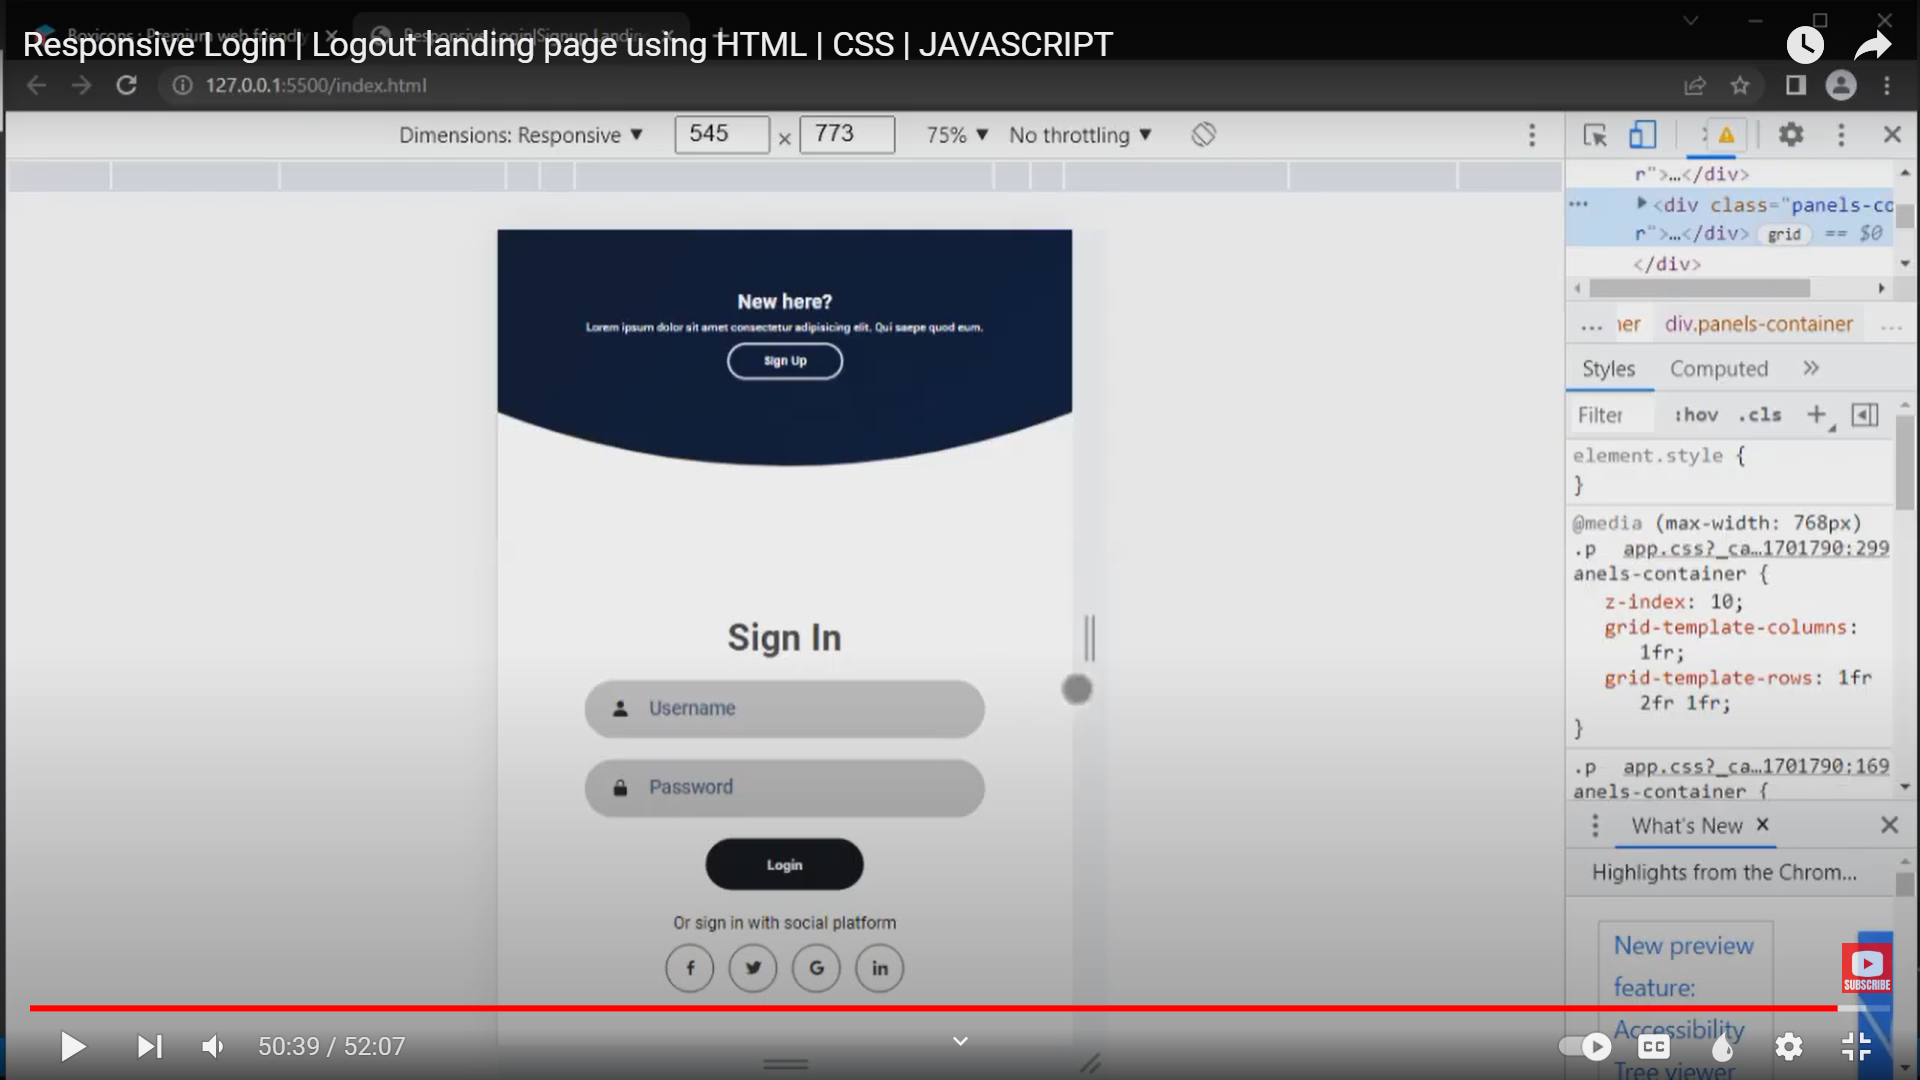 Responsive Login | Logout landing page using HTML | CSS | JAVASCRIPT
127.0.0.1:5500/index.html
Dimensions: Responsive
545
×
773
75%
No throttling
r">…</div>
<div class="panels-co
r">…</div> grid == $0
</div>
… ner div.panels-container …
Styles Computed »
Filter :hov .cls +
element.style {
}
@media (max-width: 768px)
.p app.css?_ca…1701790:299
anels-container {
z-index: 10;
grid-template-columns:
1fr;
grid-template-rows: 1fr
2fr 1fr;
}
.p app.css?_ca…1701790:169
anels-container {
What's New
Highlights from the Chrom...
New preview
feature:
Accessibility
Tree viewer
New here?
Lorem ipsum dolor sit amet consectetur adipisicing elit. Qui saepe quod eum.
Sign Up
Sign In
Username
Password
Login
Or sign in with social platform
f
G
in
SUBSCRIBE
50:39 / 52:07
CC